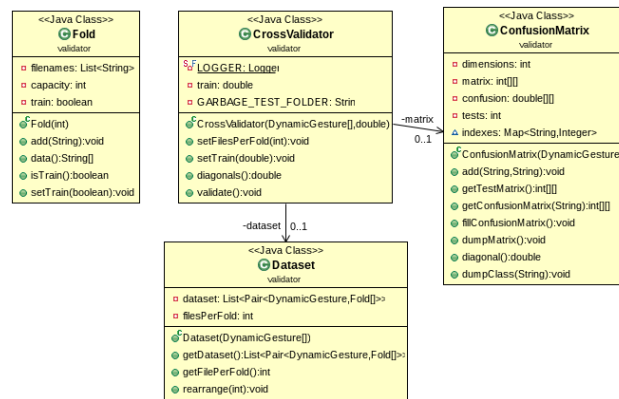 <<Java Class>>
Fold
validator
filenames: List<String>
capacity: int
train: boolean
Fold(int)
add(String):void
data():String[]
isTrain():boolean
setTrain(boolean):void
<<Java Class>>
CrossValidator
validator
LOGGER: Logger
train: double
GARBAGE_TEST_FOLDER: Strin
CrossValidator(DynamicGesture[],double)
setFilesPerFold(int):void
setTrain(double):void
diagonals():double
validate():void
-matrix
0..1
<<Java Class>>
ConfusionMatrix
validator
dimensions: int
matrix: int[][]
confusion: double[][]
tests: int
indexes: Map<String,Integer>
ConfusionMatrix(DynamicGesture
add(String,String):void
getTestMatrix():int[][]
getConfusionMatrix(String):int[][]
fillConfusionMatrix():void
dumpMatrix():void
diagonal():double
dumpClass(String):void
-dataset 0..1
<<Java Class>>
Dataset
validator
dataset: List<Pair<DynamicGesture,Fold[]>>
filesPerFold: int
Dataset(DynamicGesture[])
getDataset():List<Pair<DynamicGesture,Fold[]>>
getFilePerFold():int
rearrange(int):void